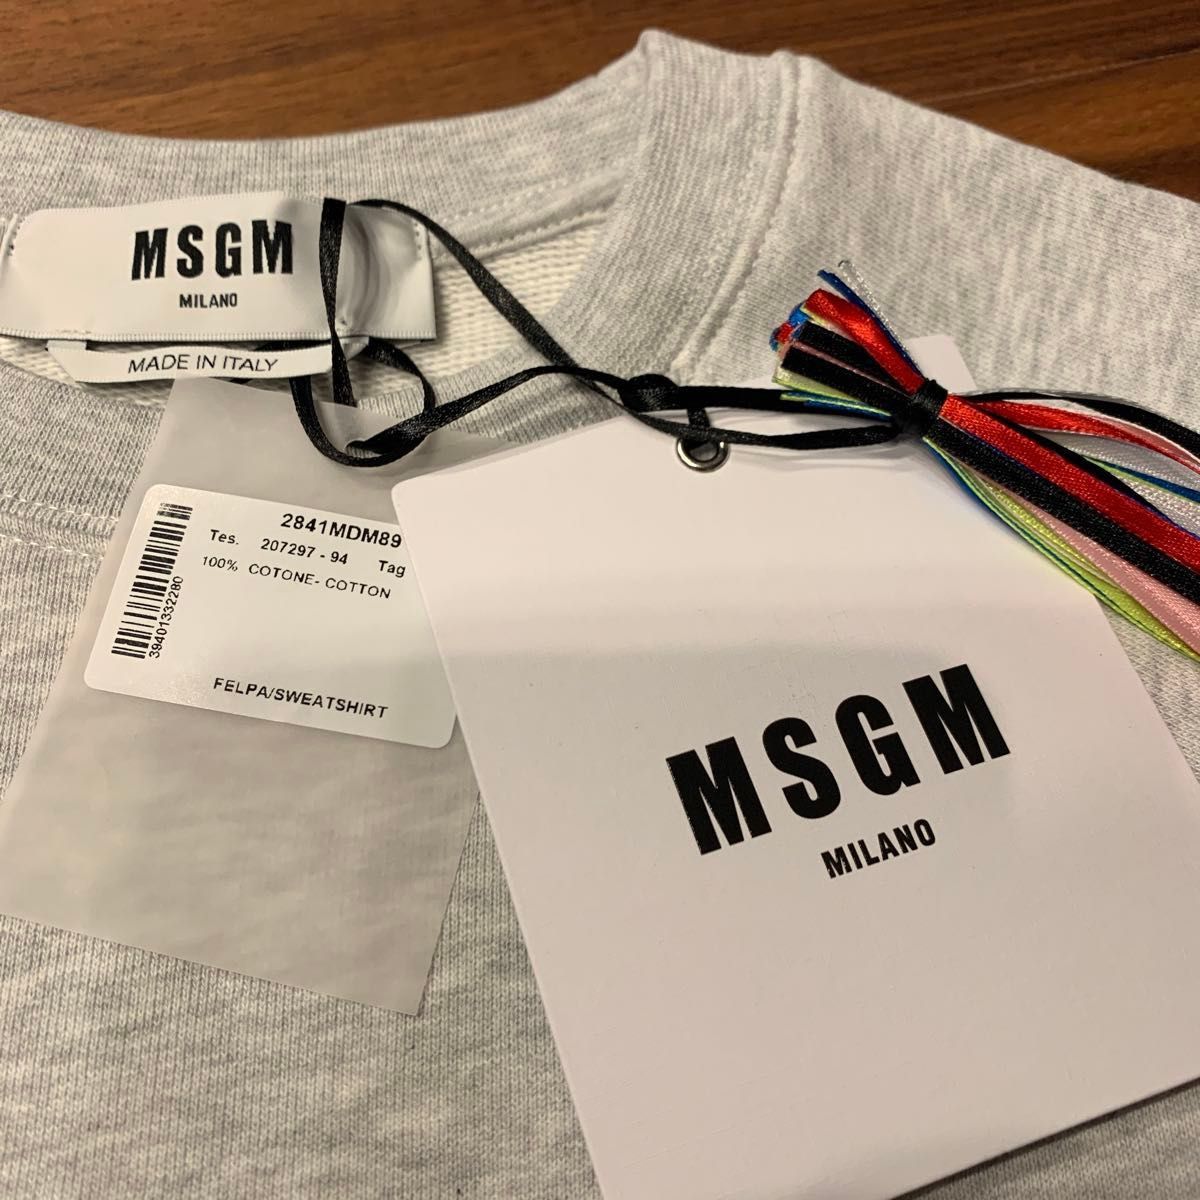 MSGM
MILANO
MADE IN ITALY
2841MDM89
Tes. 207297 - 94 Tag
100% COTONE- COTTON
39401332280
FELPA/SWEATSHIRT
MSGM
MILANO